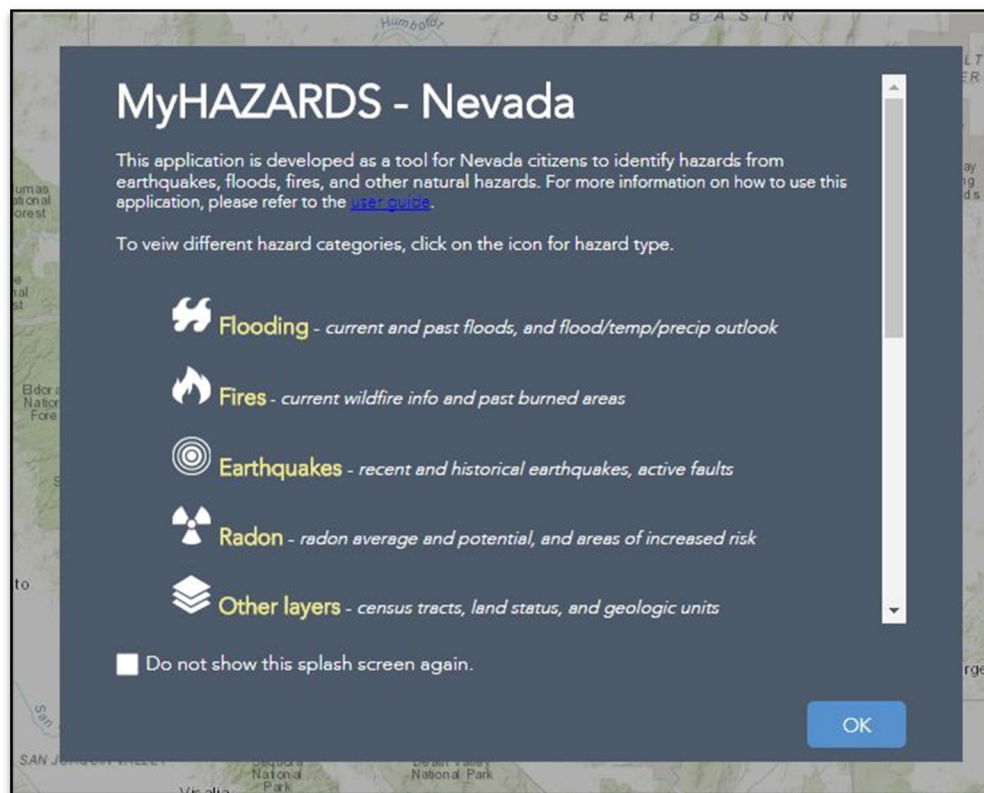 Humboldt
GREAT BASIN
MyHAZARDS - Nevada
This application is developed as a tool for Nevada citizens to identify hazards from
earthquakes, floods, fires, and other natural hazards. For more information on how to use this
application, please refer to the user guide.
To veiw different hazard categories, click on the icon for hazard type.
Flooding - current and past floods, and flood/temp/precip outlook
Fires - current wildfire info and past burned areas
Earthquakes - recent and historical earthquakes, active faults
Radon - radon average and potential, and areas of increased risk
Other layers - census tracts, land status, and geologic units
Do not show this splash screen again.
OK
San
National
Park
National Park